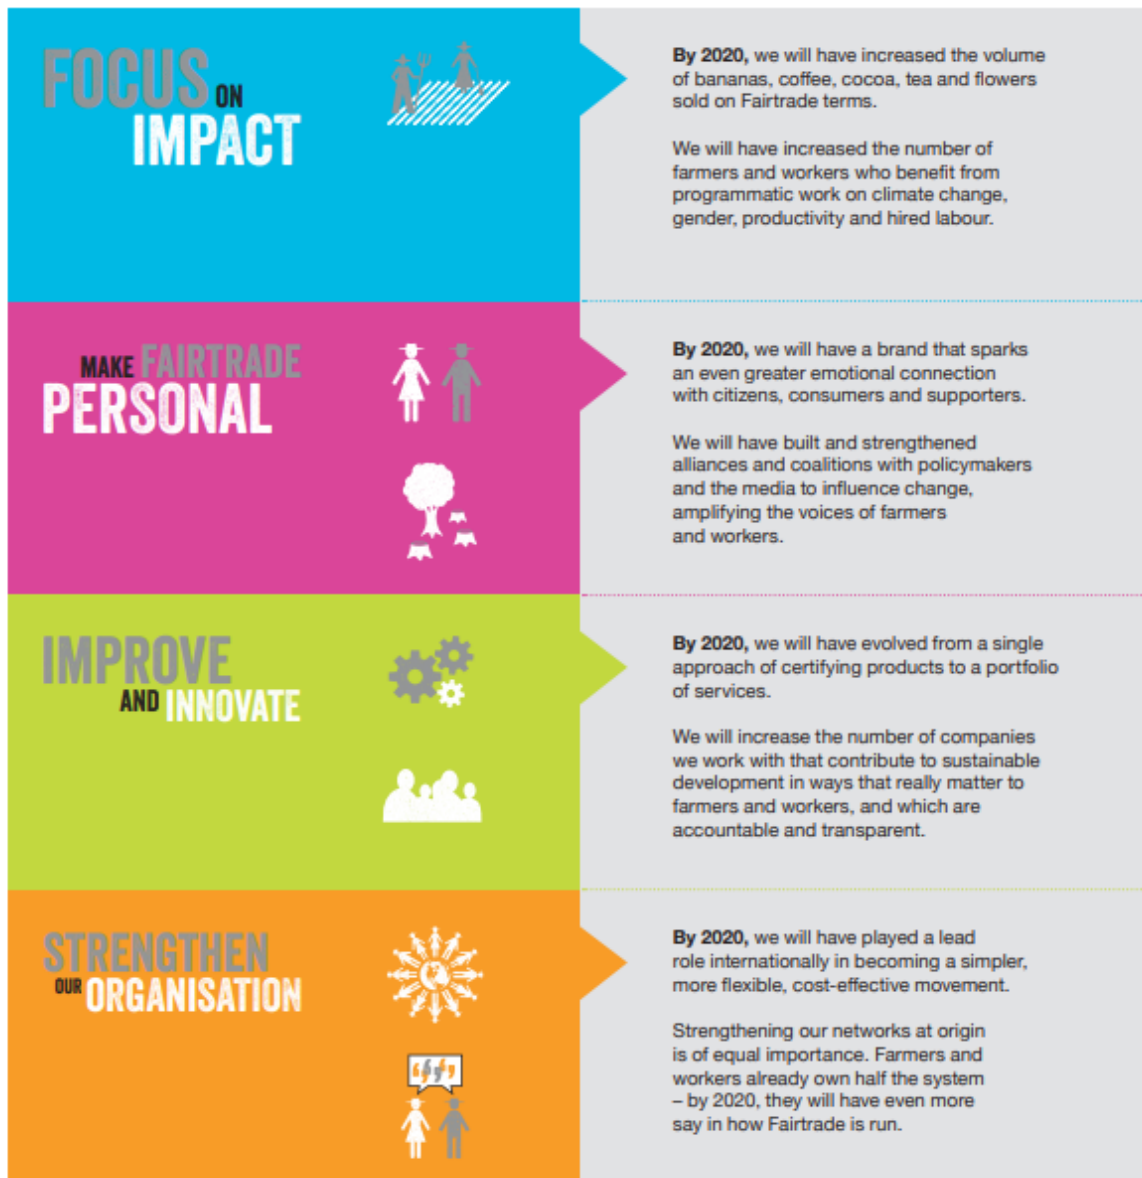 FOCUS ON
IMPACT
By 2020, we will have increased the volume
of bananas, coffee, cocoa, tea and flowers
sold on Fairtrade terms.
We will have increased the number of
farmers and workers who benefit from
programmatic work on climate change,
gender, productivity and hired labour.
MAKE FAIRTRADE
PERSONAL
By 2020, we will have a brand that sparks
an even greater emotional connection
with citizens, consumers and supporters.
We will have built and strengthened
alliances and coalitions with policymakers
and the media to influence change,
amplifying the voices of farmers
and workers.
IMPROVE
AND INNOVATE
By 2020, we will have evolved from a single
approach of certifying products to a portfolio
of services.
We will increase the number of companies
we work with that contribute to sustainable
development in ways that really matter to
farmers and workers, and which are
accountable and transparent.
STRENGTHEN
OUR ORGANISATION
By 2020, we will have played a lead
role internationally in becoming a simpler,
more flexible, cost-effective movement.
Strengthening our networks at origin
is of equal importance. Farmers and
workers already own half the system
– by 2020, they will have even more
say in how Fairtrade is run.